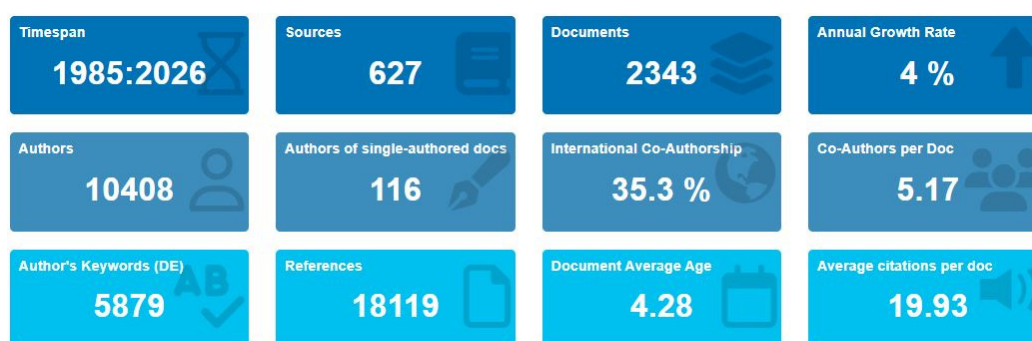 Timespan
1985:2026
Sources
627
Documents
2343
Annual Growth Rate
4 %
Authors
10408
Authors of single-authored docs
116
International Co-Authorship
35.3 %
Co-Authors per Doc
5.17
Author's Keywords (DE)
AB
5879
References
18119
Document Average Age
4.28
Average citations per doc
19.93